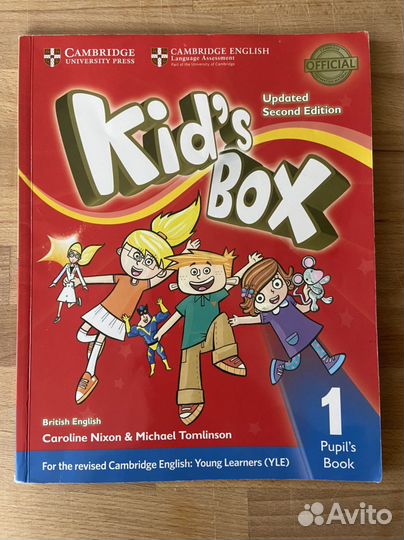 CAMBRIDGE
UNIVERSITY PRESS
CAMBRIDGE ENGLISH
Language Assessment
Part of the University of Cambridge
OFFICIAL
Updated
Second Edition
Kid's
BOX
British English
Caroline Nixon & Michael Tomlinson
1
Pupil's
Book
For the revised Cambridge English: Young Learners (YLE)
Avito